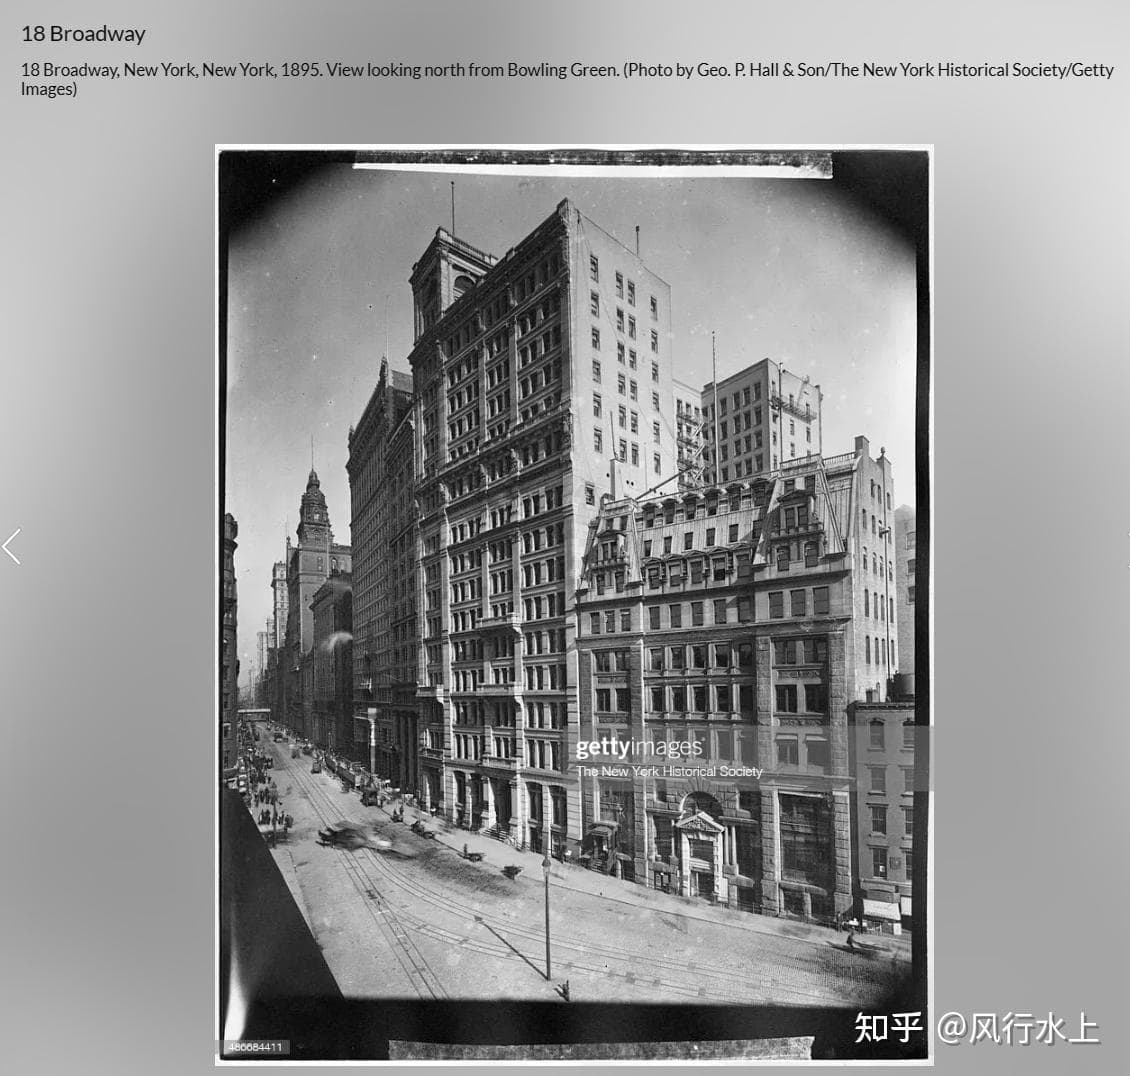 18 Broadway
18 Broadway, New York, New York, 1895. View looking north from Bowling Green. (Photo by Geo. P. Hall & Son/The New York Historical Society/Getty
Images)
gettyimages®
The New York Historical Society
486684411
知乎 @风行水上